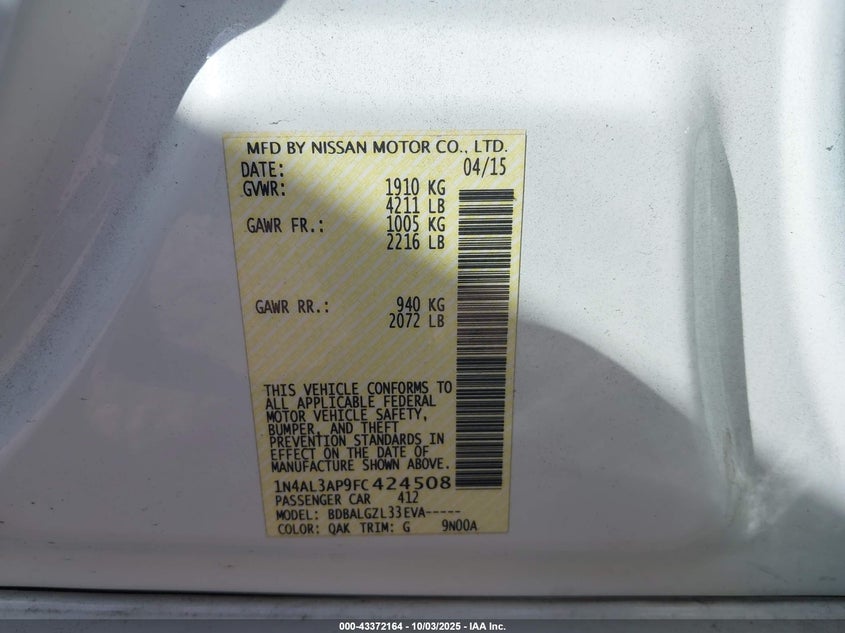 MFD BY NISSAN MOTOR CO., LTD.
DATE: 04/15
GVWR: 1910 KG
4211 LB
GAWR FR.: 1005 KG
2216 LB
GAWR RR.: 940 KG
2072 LB
THIS VEHICLE CONFORMS TO
ALL APPLICABLE FEDERAL
MOTOR VEHICLE SAFETY,
BUMPER, AND THEFT
PREVENTION STANDARDS IN
EFFECT ON THE DATE OF
MANUFACTURE SHOWN ABOVE.
1N4AL3AP9FC424508
PASSENGER CAR 412
MODEL: BDBALGZL33EVA-----
COLOR: QAK TRIM: G 9N00A
000-43372164 - 10/03/2025 - IAA Inc.